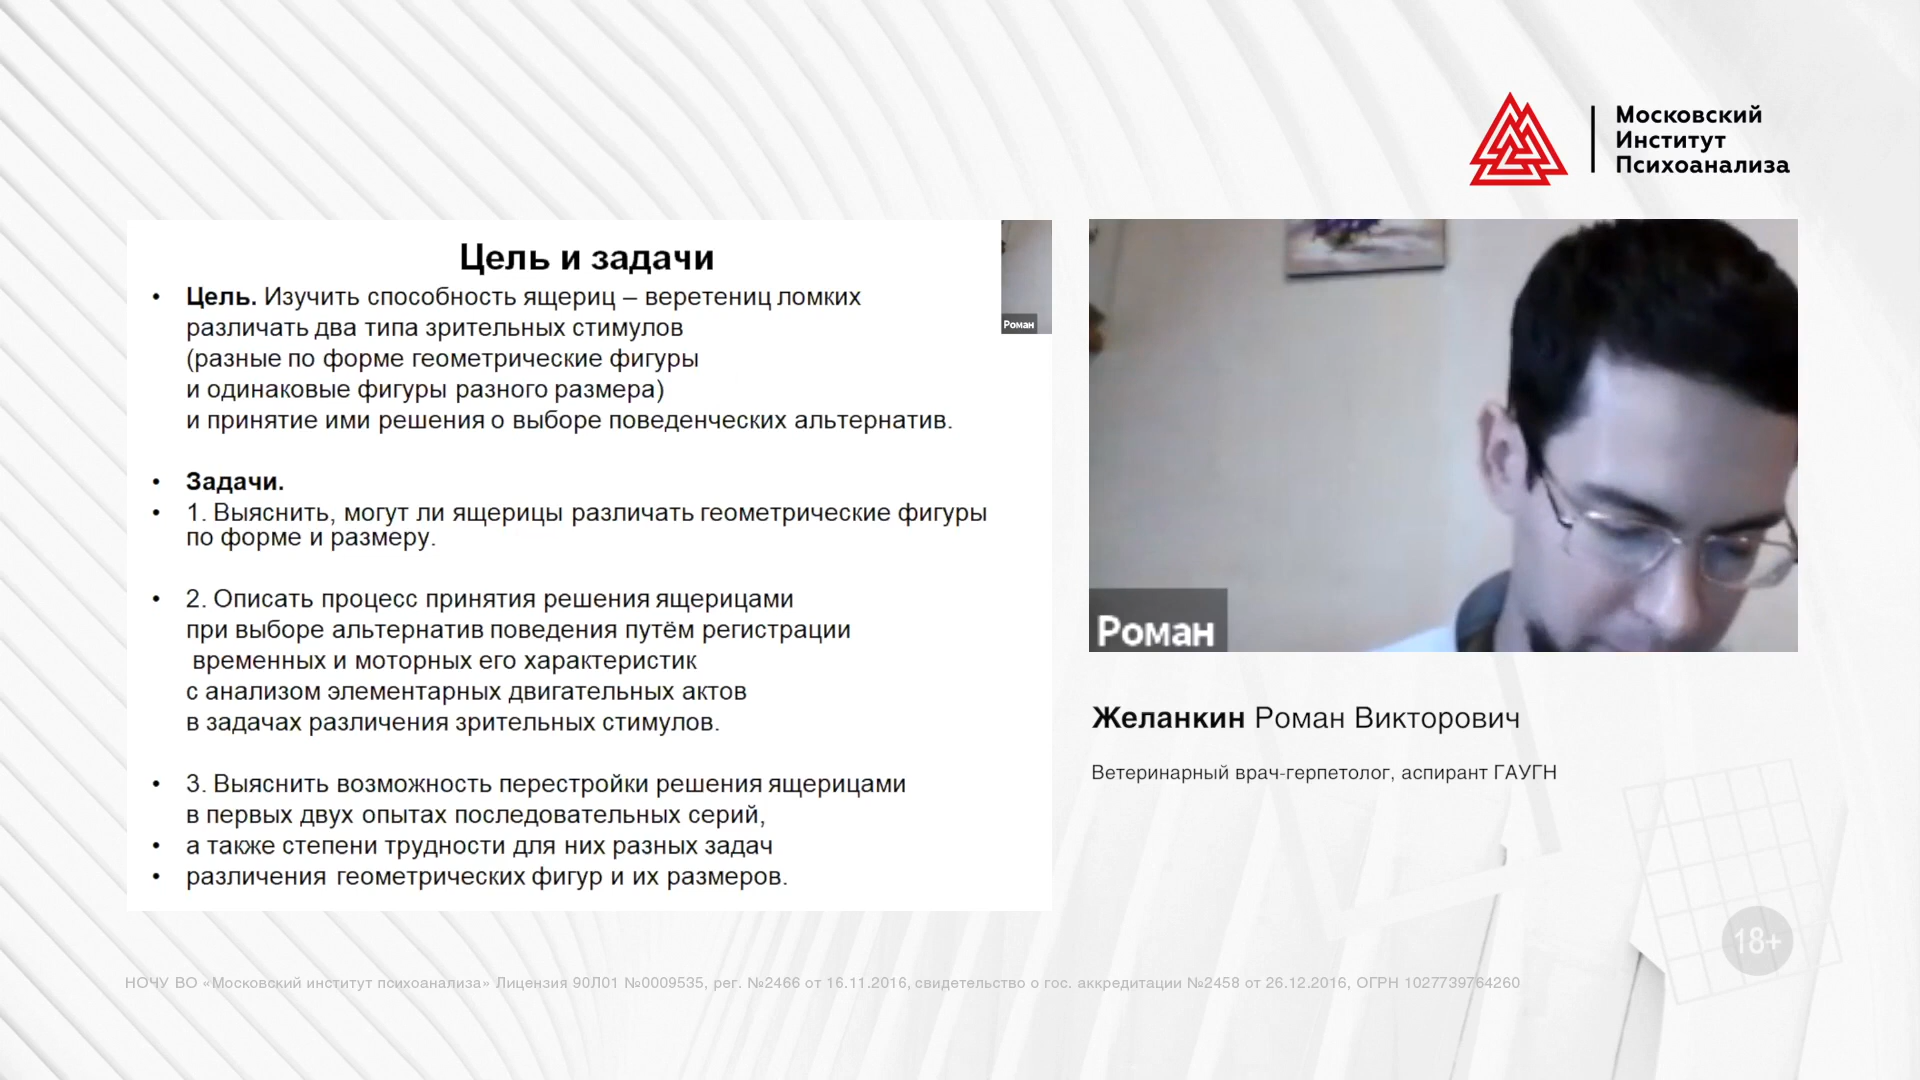 Московский
Институт
Психоанализа
Цель и задачи
• Цель. Изучить способность ящериц – веретениц ломких
различать два типа зрительных стимулов
(разные по форме геометрические фигуры
и одинаковые фигуры разного размера)
и принятие ими решения о выборе поведенческих альтернатив.
• Задачи.
• 1. Выяснить, могут ли ящерицы различать геометрические фигуры
по форме и размеру.
• 2. Описать процесс принятия решения ящерицами
при выборе альтернатив поведения путём регистрации
временных и моторных его характеристик
с анализом элементарных двигательных актов
в задачах различения зрительных стимулов.
• 3. Выяснить возможность перестройки решения ящерицами
в первых двух опытах последовательных серий,
• а также степени трудности для них разных задач
• различения геометрических фигур и их размеров.
Роман
Роман
Желанкин Роман Викторович
Ветеринарный врач-герпетолог, аспирант ГАУГН
18+
НОЧУ ВО «Московский институт психоанализа» Лицензия 90Л01 №0009535, рег. №2466 от 16.11.2016, свидетельство о гос. аккредитации №2458 от 26.12.2016, ОГРН 1027739764260